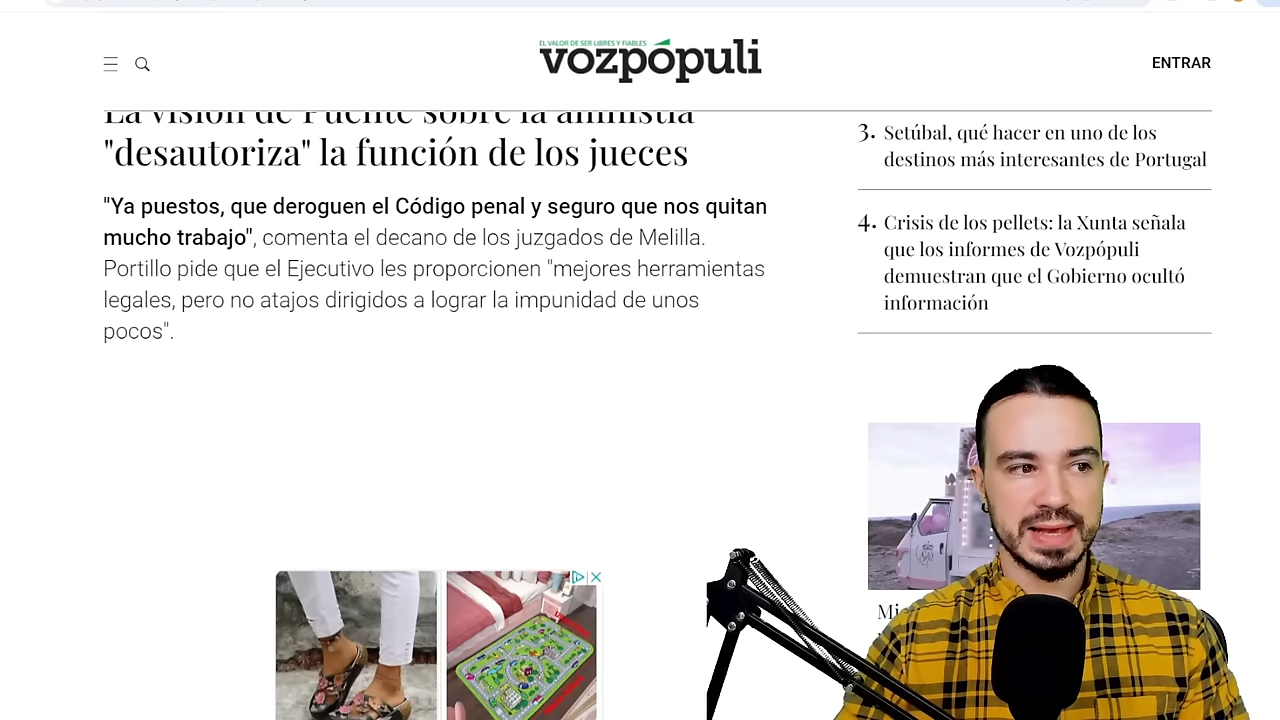 EL VALOR DE SER LIBRES Y FIABLES
vozpópuli
ENTRAR
La visión de Puente sobre la amnistía
"desautoriza" la función de los jueces
"Ya puestos, que deroguen el Código penal y seguro que nos quitan
mucho trabajo", comenta el decano de los juzgados de Melilla.
Portillo pide que el Ejecutivo les proporcionen "mejores herramientas
legales, pero no atajos dirigidos a lograr la impunidad de unos
pocos".
3. Setúbal, qué hacer en uno de los
destinos más interesantes de Portugal
4. Crisis de los pellets: la Xunta señala
que los informes de Vozpópuli
demuestran que el Gobierno ocultó
información